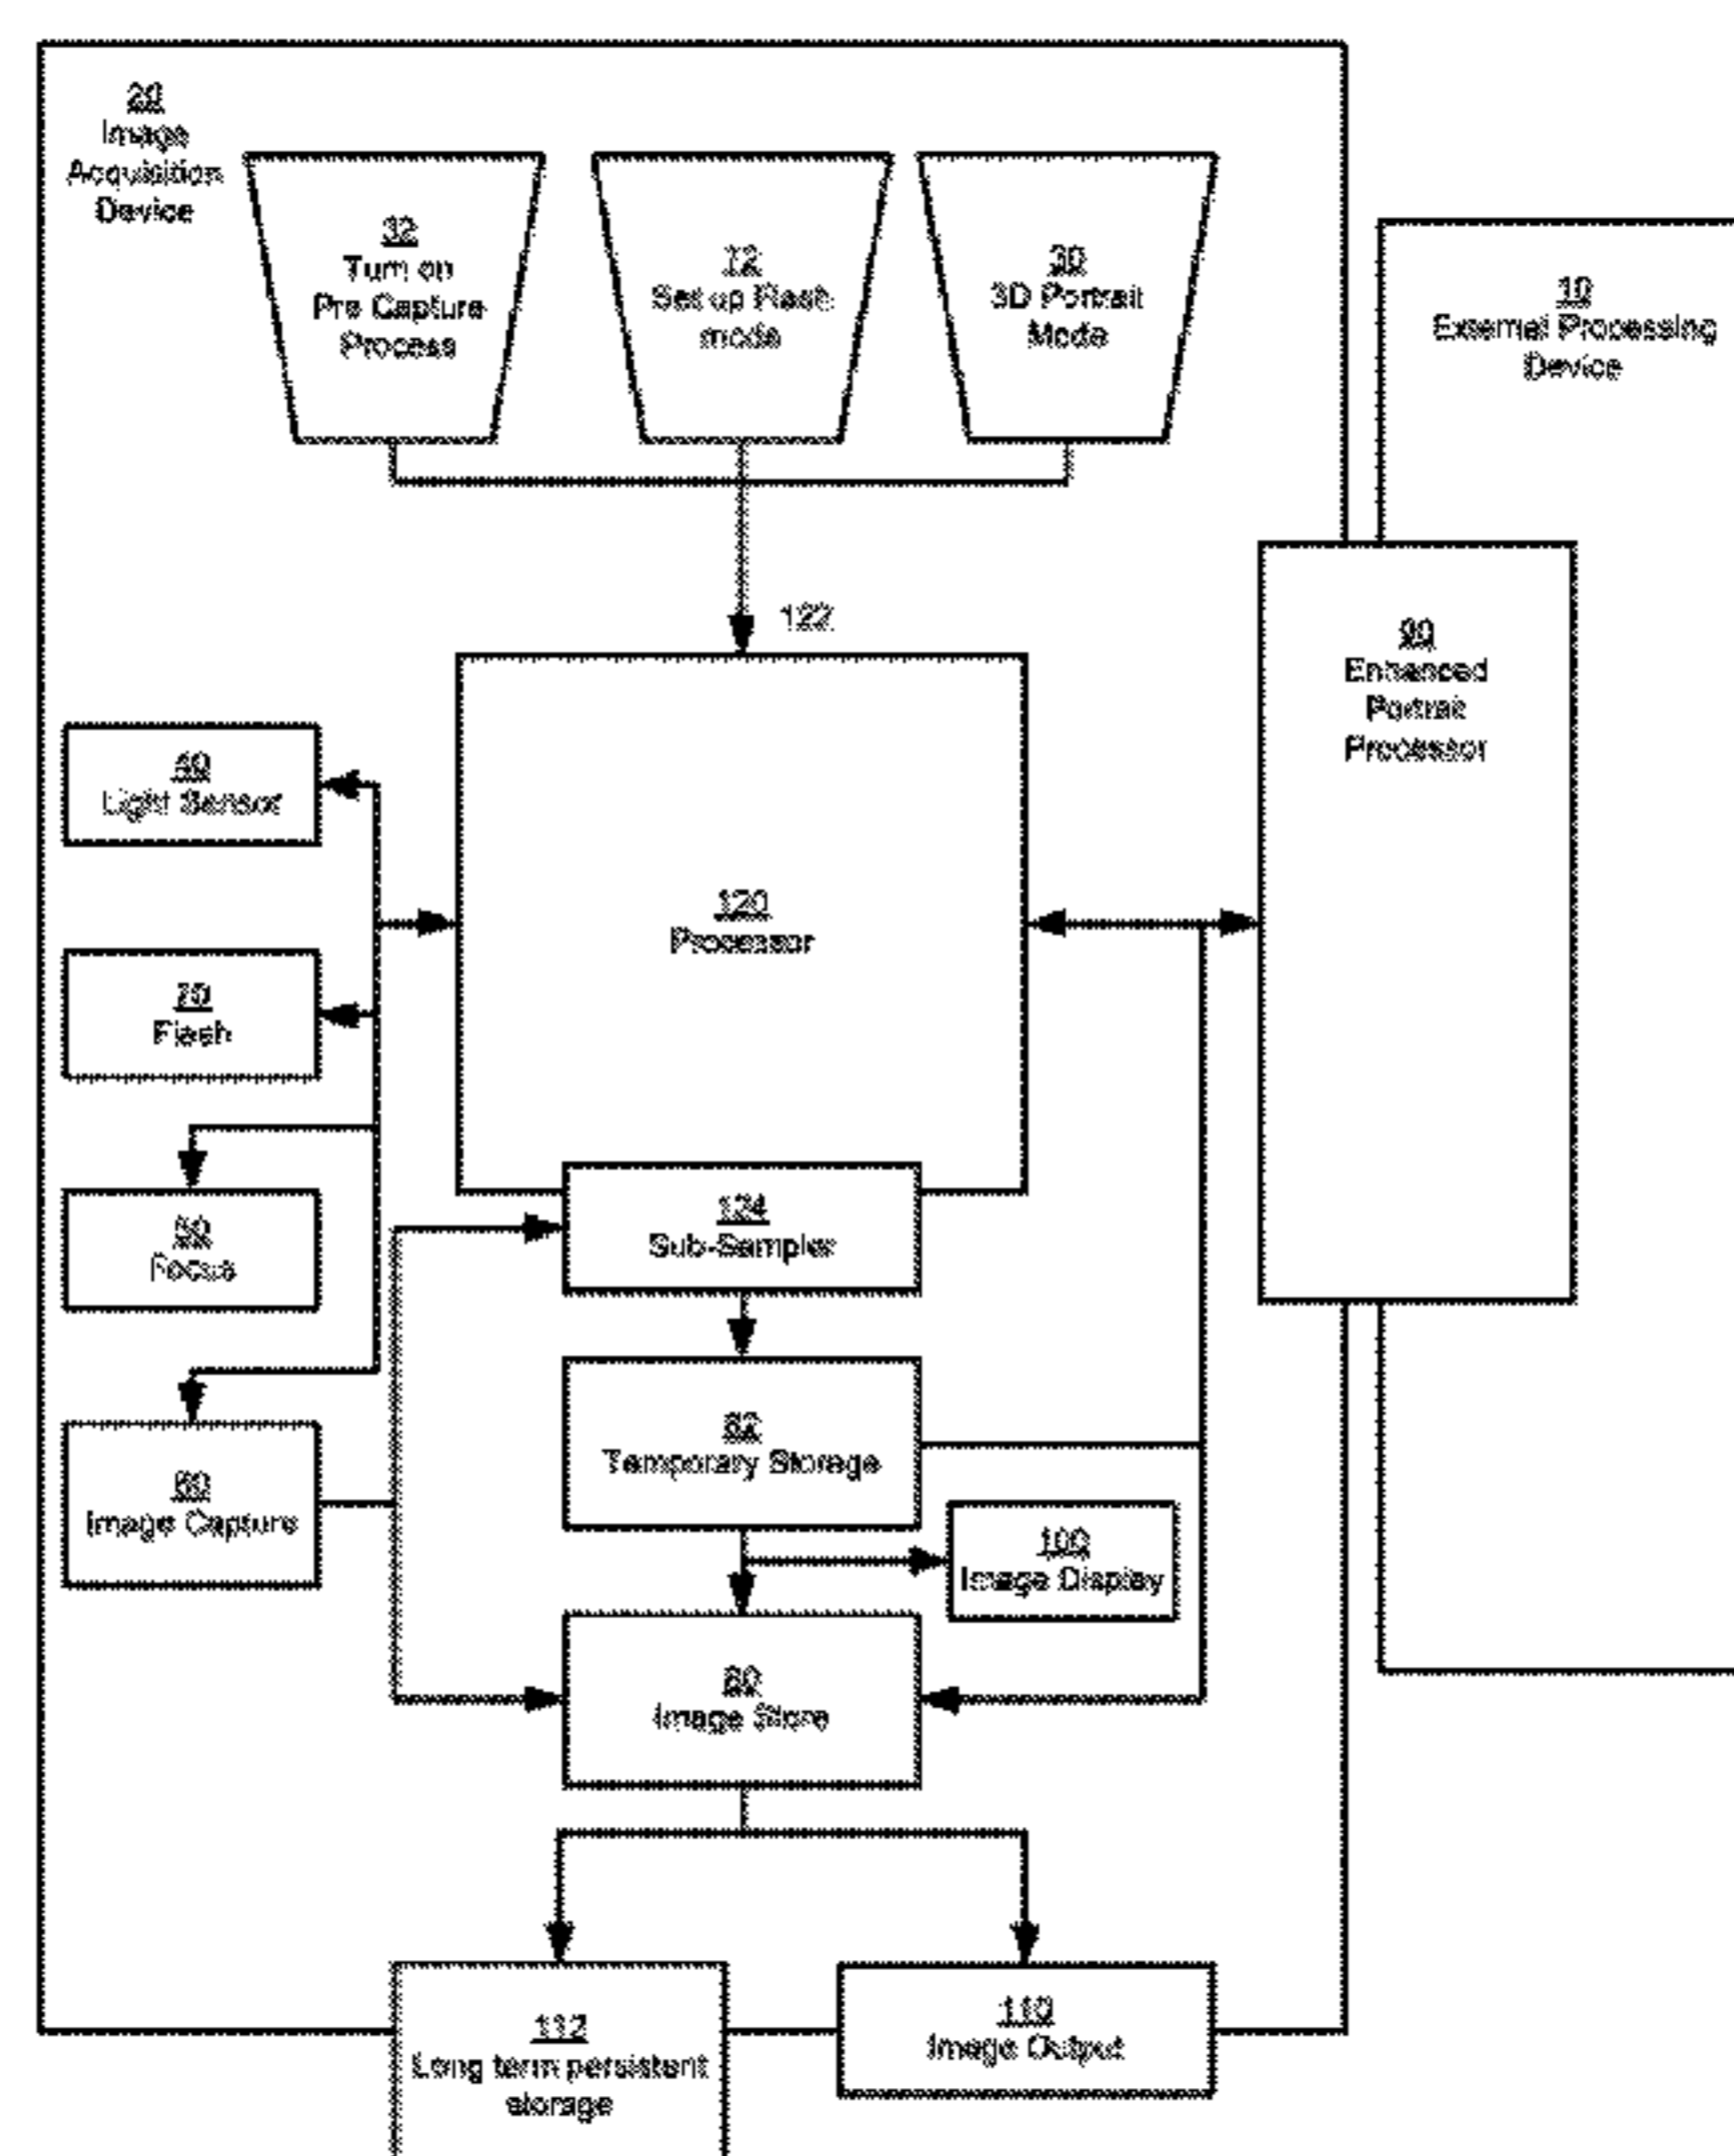 20
Image
Acquisition
Device
32
Turn on
Pre Capture
Process
72
Set up Flash
mode
30
3D Portrait
Mode
10
External Processing
Device
122
90
Enhanced
Portrait
Processor
Light Sensor
120
Processor
70
Flash
124
Sub-Sampler
50
Focus
82
Temporary Storage
60
Image Capture
100
Image Display
80
Image Store
112
Long term persistent
storage
110
Image Output